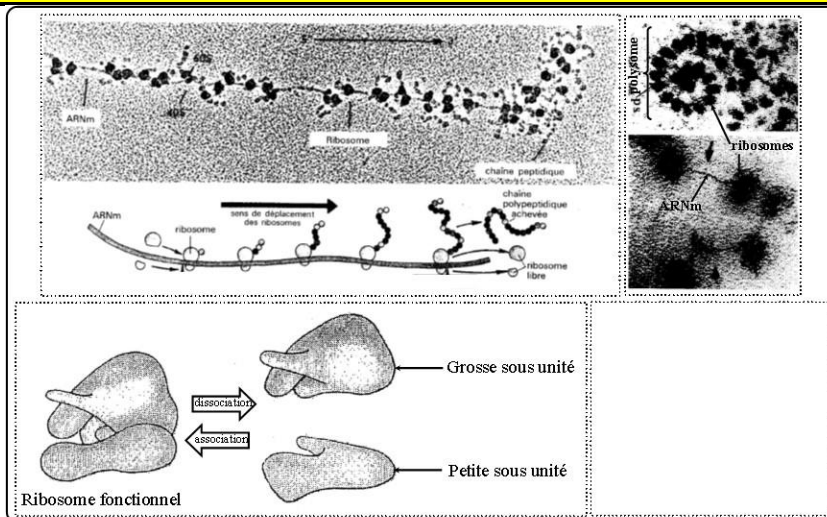 60S
ARNm
40S
Ribosome
chaîne peptidique
ARNm
ribosome
sens de déplacement
des ribosomes
chaîne
polypeptidique
achevée
ribosome
libre
polysome
ribosomes
ARNm
Ribosome fonctionnel
dissociation
association
Grosse sous unité
Petite sous unité